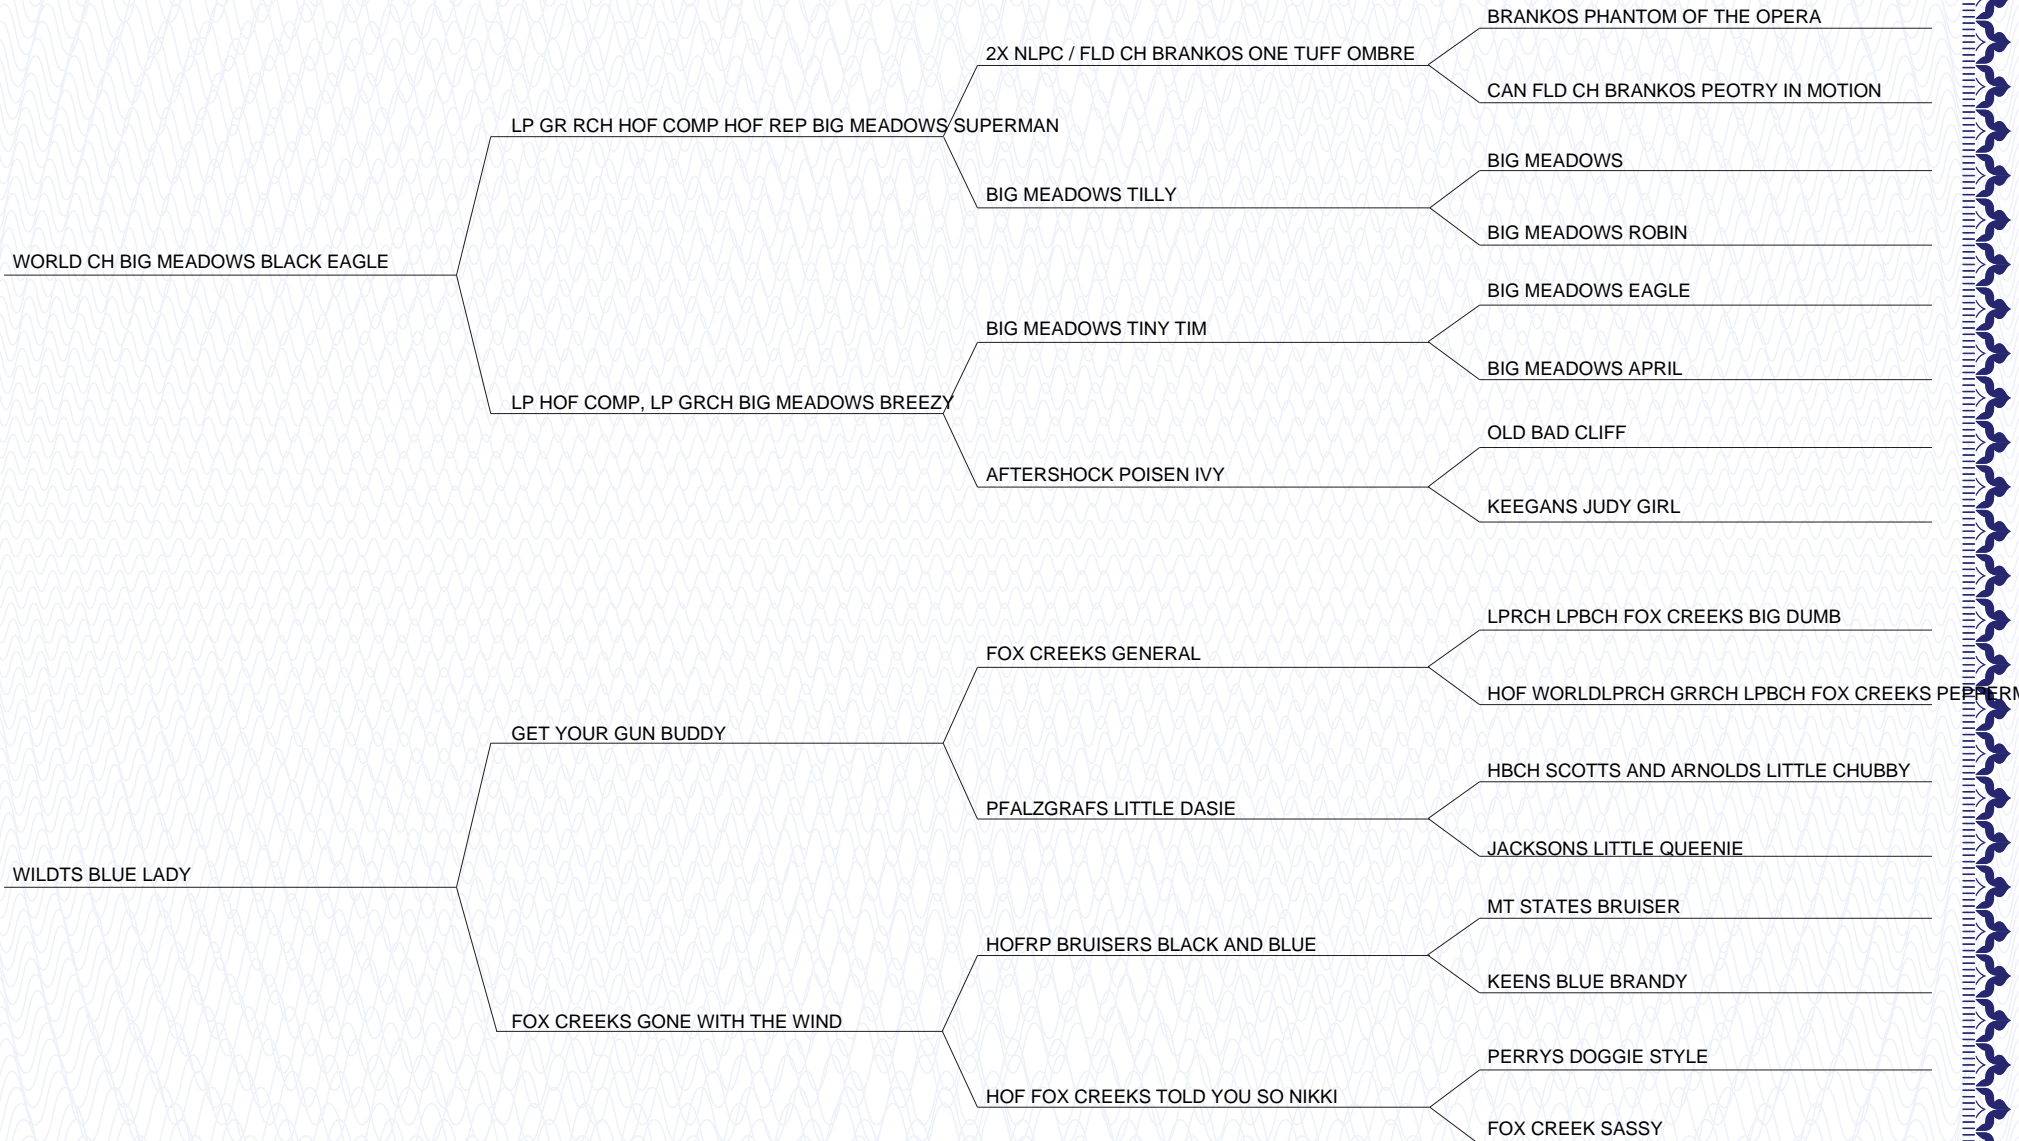 BRANKOS PHANTOM OF THE OPERA
2X NLPC / FLD CH BRANKOS ONE TUFF OMBRE
CAN FLD CH BRANKOS PEOTRY IN MOTION
LP GR RCH HOF COMP HOF REP BIG MEADOWS SUPERMAN
BIG MEADOWS
BIG MEADOWS TILLY
BIG MEADOWS ROBIN
WORLD CH BIG MEADOWS BLACK EAGLE
BIG MEADOWS EAGLE
BIG MEADOWS TINY TIM
BIG MEADOWS APRIL
LP HOF COMP, LP GRCH BIG MEADOWS BREEZY
OLD BAD CLIFF
AFTERSHOCK POISEN IVY
KEEGANS JUDY GIRL
LPRCH LPBCH FOX CREEKS BIG DUMB
FOX CREEKS GENERAL
HOF WORLDLPRCH GRRCH LPBCH FOX CREEKS
GET YOUR GUN BUDDY
HBCH SCOTTS AND ARNOLDS LITTLE CHUBBY
PFALZGRAFS LITTLE DASIE
JACKSONS LITTLE QUEENIE
WILDTS BLUE LADY
MT STATES BRUISER
HOFRP BRUISERS BLACK AND BLUE
KEENS BLUE BRANDY
FOX CREEKS GONE WITH THE WIND
PERRYS DOGGIE STYLE
HOF FOX CREEKS TOLD YOU SO NIKKI
FOX CREEK SASSY